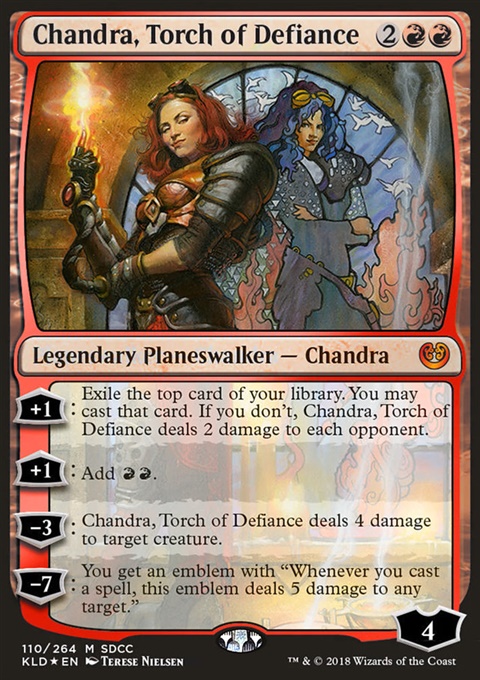 Chandra, Torch of Defiance 2
Legendary Planeswalker — Chandra
+1: Exile the top card of your library. You may
cast that card. If you don't, Chandra, Torch of
Defiance deals 2 damage to each opponent.
+1: Add .
-3: Chandra, Torch of Defiance deals 4 damage
to target creature.
-7: You get an emblem with “Whenever you cast
a spell, this emblem deals 5 damage to any
target.”
4
110/264 M SDCC
KLD★EN Terese Nielsen
™ & © 2018 Wizards of the Coast